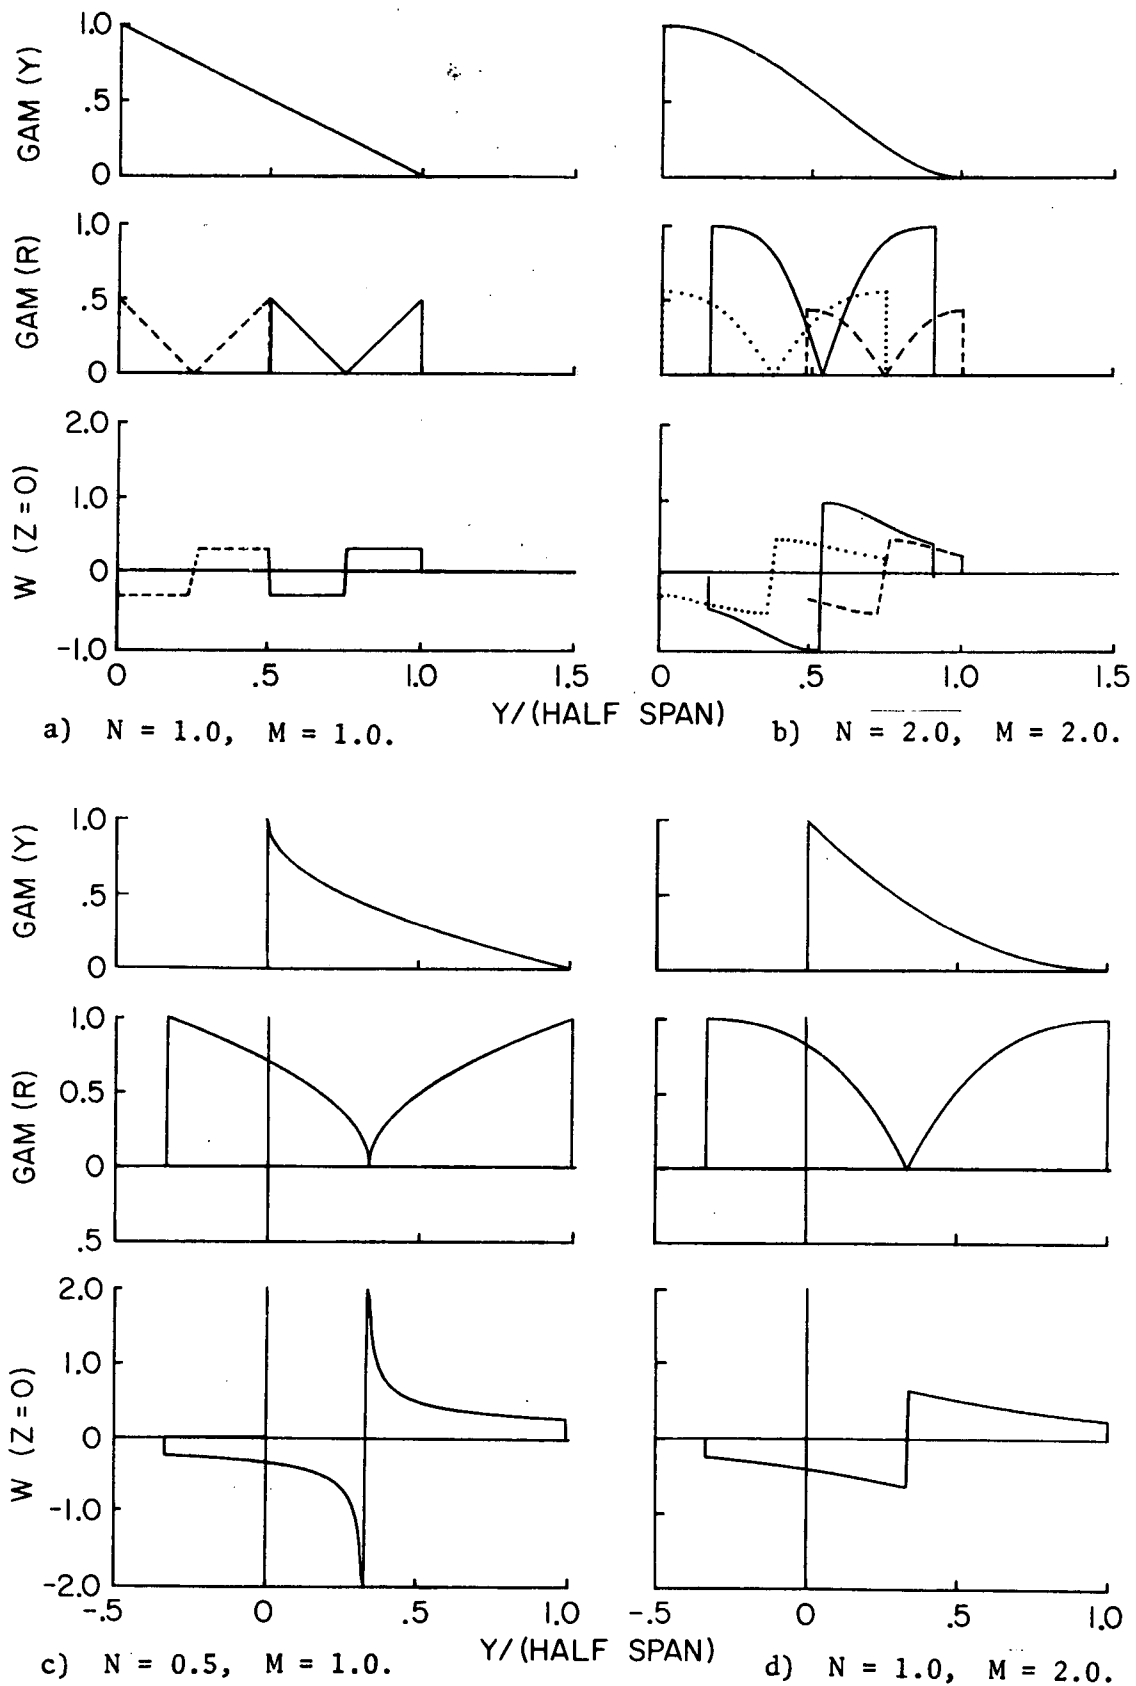 GAM (Y)
1.0
.5
0
GAM (R)
1.0
.5
0
W (Z = 0)
2.0
1.0
0
-1.0
0 .5 1.0 1.5
0 .5 1.0 1.5
Y/(HALF SPAN)
a) N = 1.0, M = 1.0.
b) N = 2.0, M = 2.0.
GAM (Y)
1.0
.5
0
GAM (R)
1.0
0.5
0
.5
W (Z = 0)
2.0
1.0
0
-1.0
-2.0
-.5 0 .5 1.0
-.5 0 .5 1.0
Y/(HALF SPAN)
c) N = 0.5, M = 1.0.
d) N = 1.0, M = 2.0.